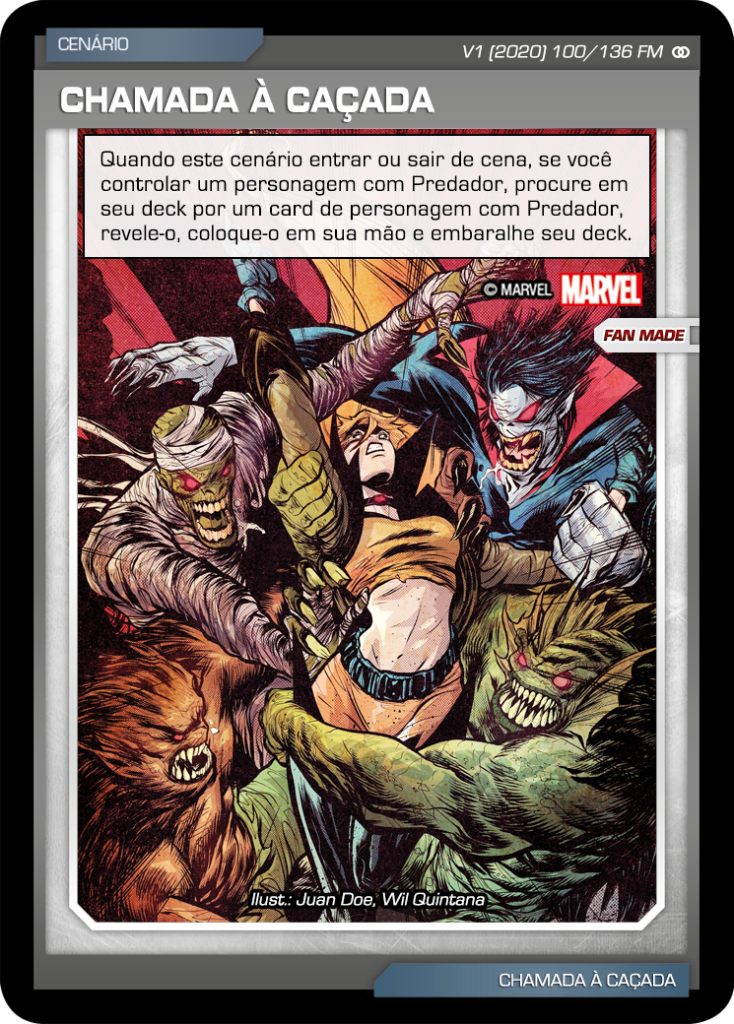 CENÁRIO
V1 (2020) 100/136 FM
CHAMADA À CAÇADA
Quando este cenário entrar ou sair de cena, se você
controlar um personagem com Predador, procure em
seu deck por um card de personagem com Predador,
revele-o, coloque-o em sua mão e embaralhe seu deck.
© MARVEL MARVEL
FAN MADE
Ilust.: Juan Doe, Wil Quintana
CHAMADA À CAÇADA